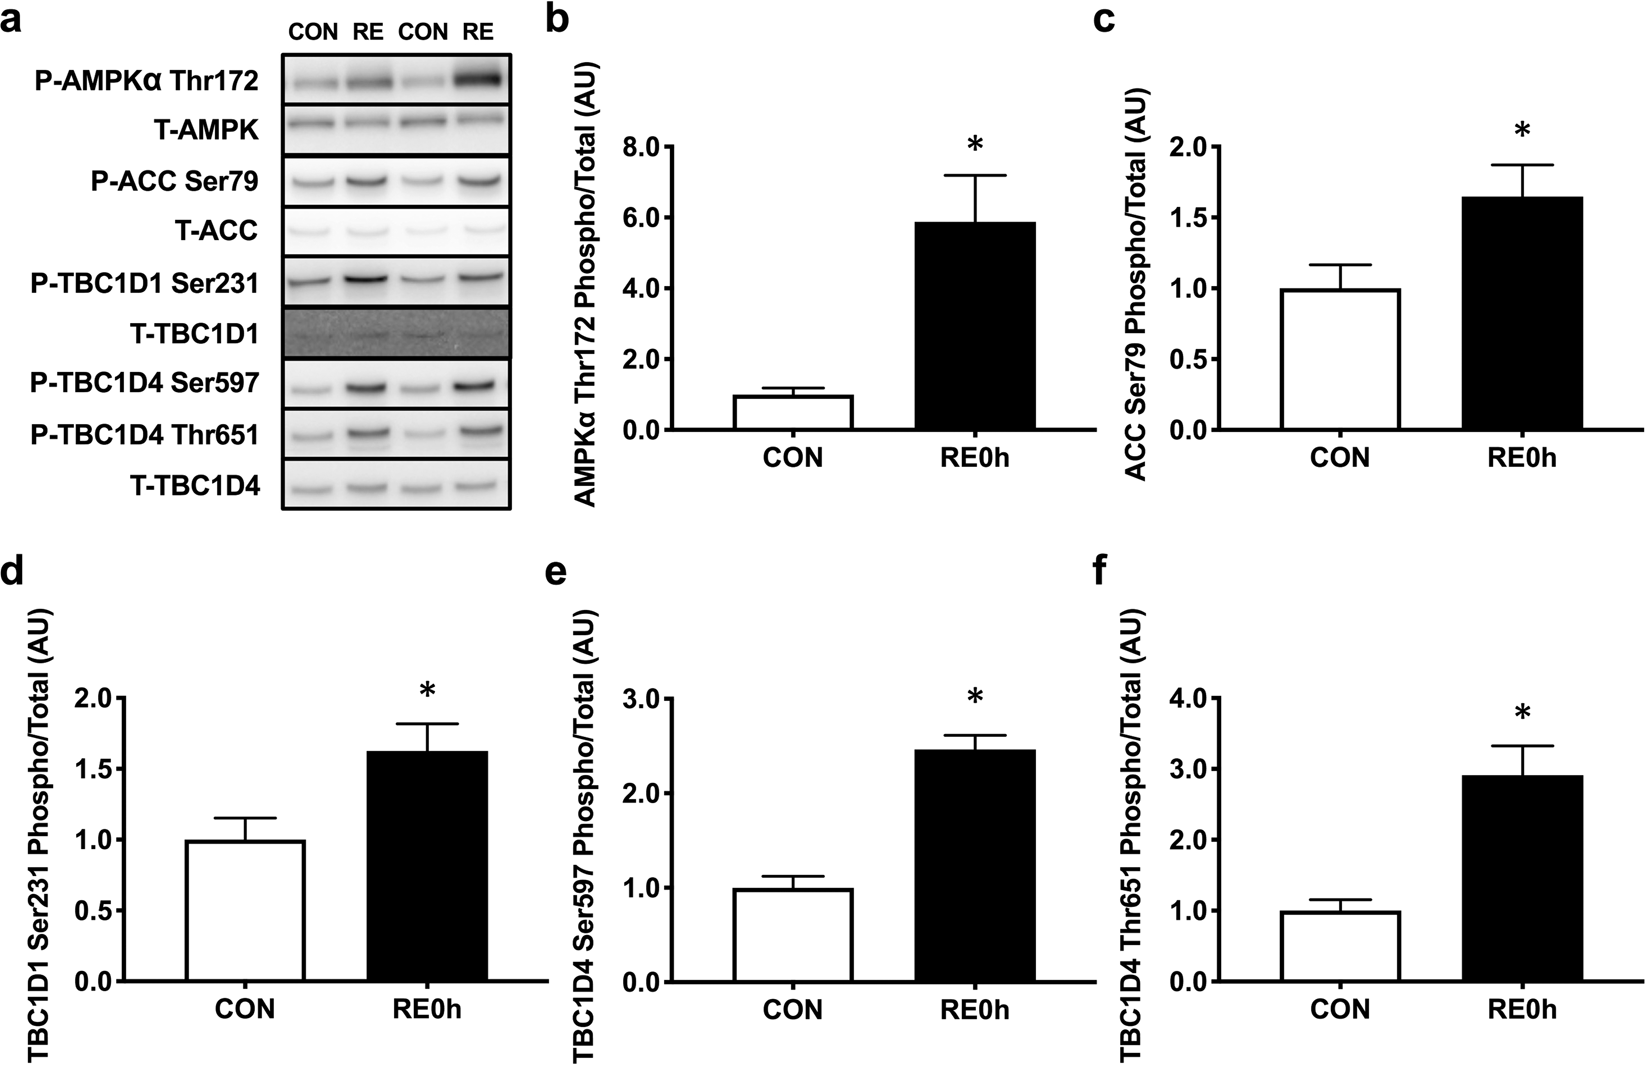 a
CON RE CON RE
P-AMPKα Thr172
T-AMPK
P-ACC Ser79
T-ACC
P-TBC1D1 Ser231
T-TBC1D1
P-TBC1D4 Ser597
P-TBC1D4 Thr651
T-TBC1D4
b
AMPKα Thr172 Phospho/Total (AU)
8.0
6.0
4.0
2.0
0.0
*
CON RE0h
c
ACC Ser79 Phospho/Total (AU)
2.0
1.5
1.0
0.5
0.0
*
CON RE0h
d
TBC1D1 Ser231 Phospho/Total (AU)
2.0
1.5
1.0
0.5
0.0
*
CON RE0h
e
TBC1D4 Ser597 Phospho/Total (AU)
3.0
2.0
1.0
0.0
*
CON RE0h
f
TBC1D4 Thr651 Phospho/Total (AU)
4.0
3.0
2.0
1.0
0.0
*
CON RE0h